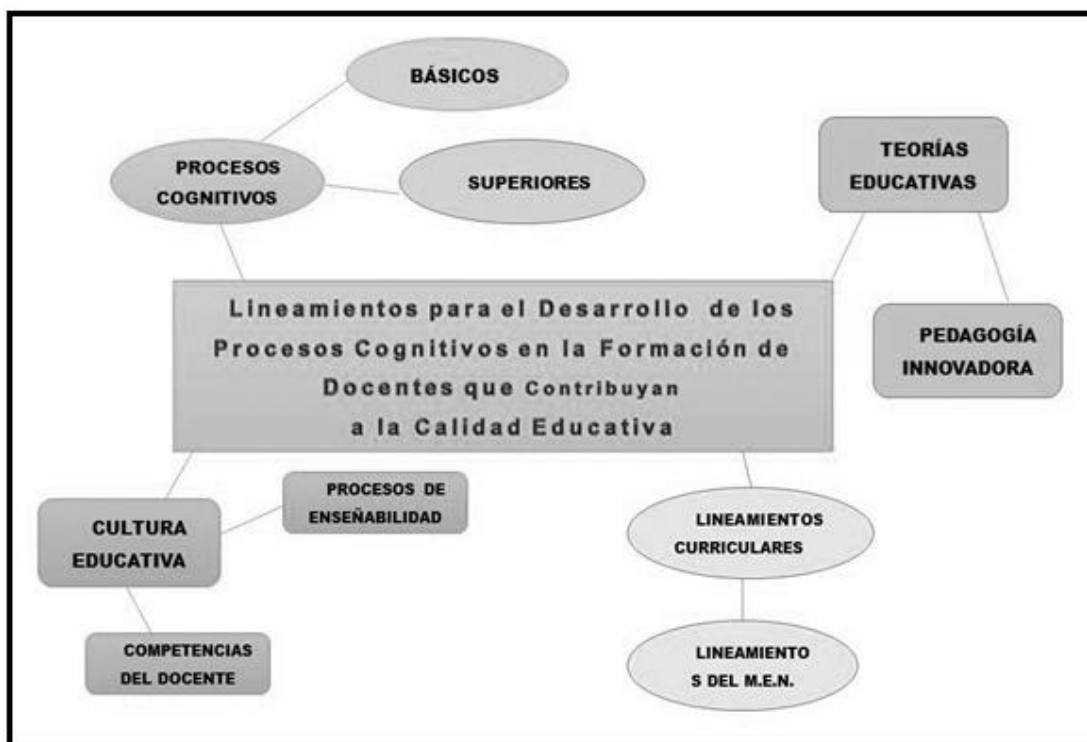 BÁSICOS
PROCESOS
COGNITIVOS
SUPERIORES
TEORÍAS
EDUCATIVAS
PEDAGOGÍA
INNOVADORA
Lineamientos para el Desarrollo de los
Procesos Cognitivos en la Formación de
Docentes que Contribuyan
a la Calidad Educativa
PROCESOS DE
ENSEÑABILIDAD
CULTURA
EDUCATIVA
COMPETENCIAS
DEL DOCENTE
LINEAMIENTOS
CURRICULARES
LINEAMIENTO
S DEL M.E.N.